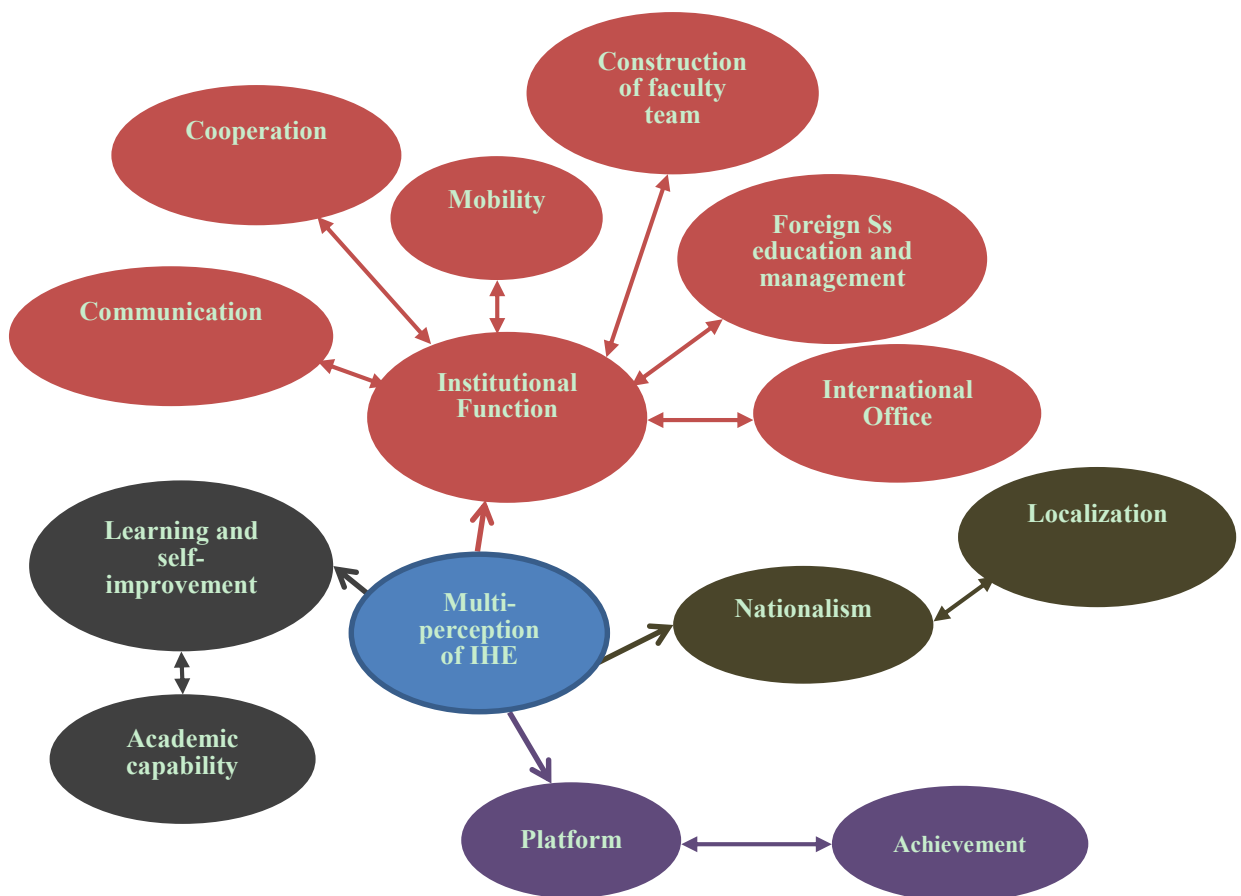 Construction
of faculty
team
Cooperation
Mobility
Foreign Ss
education and
management
Communication
Institutional
Function
International
Office
Localization
Learning and
self-
improvement
Multi-
perception
of IHE
Nationalism
Academic
capability
Platform
Achievement